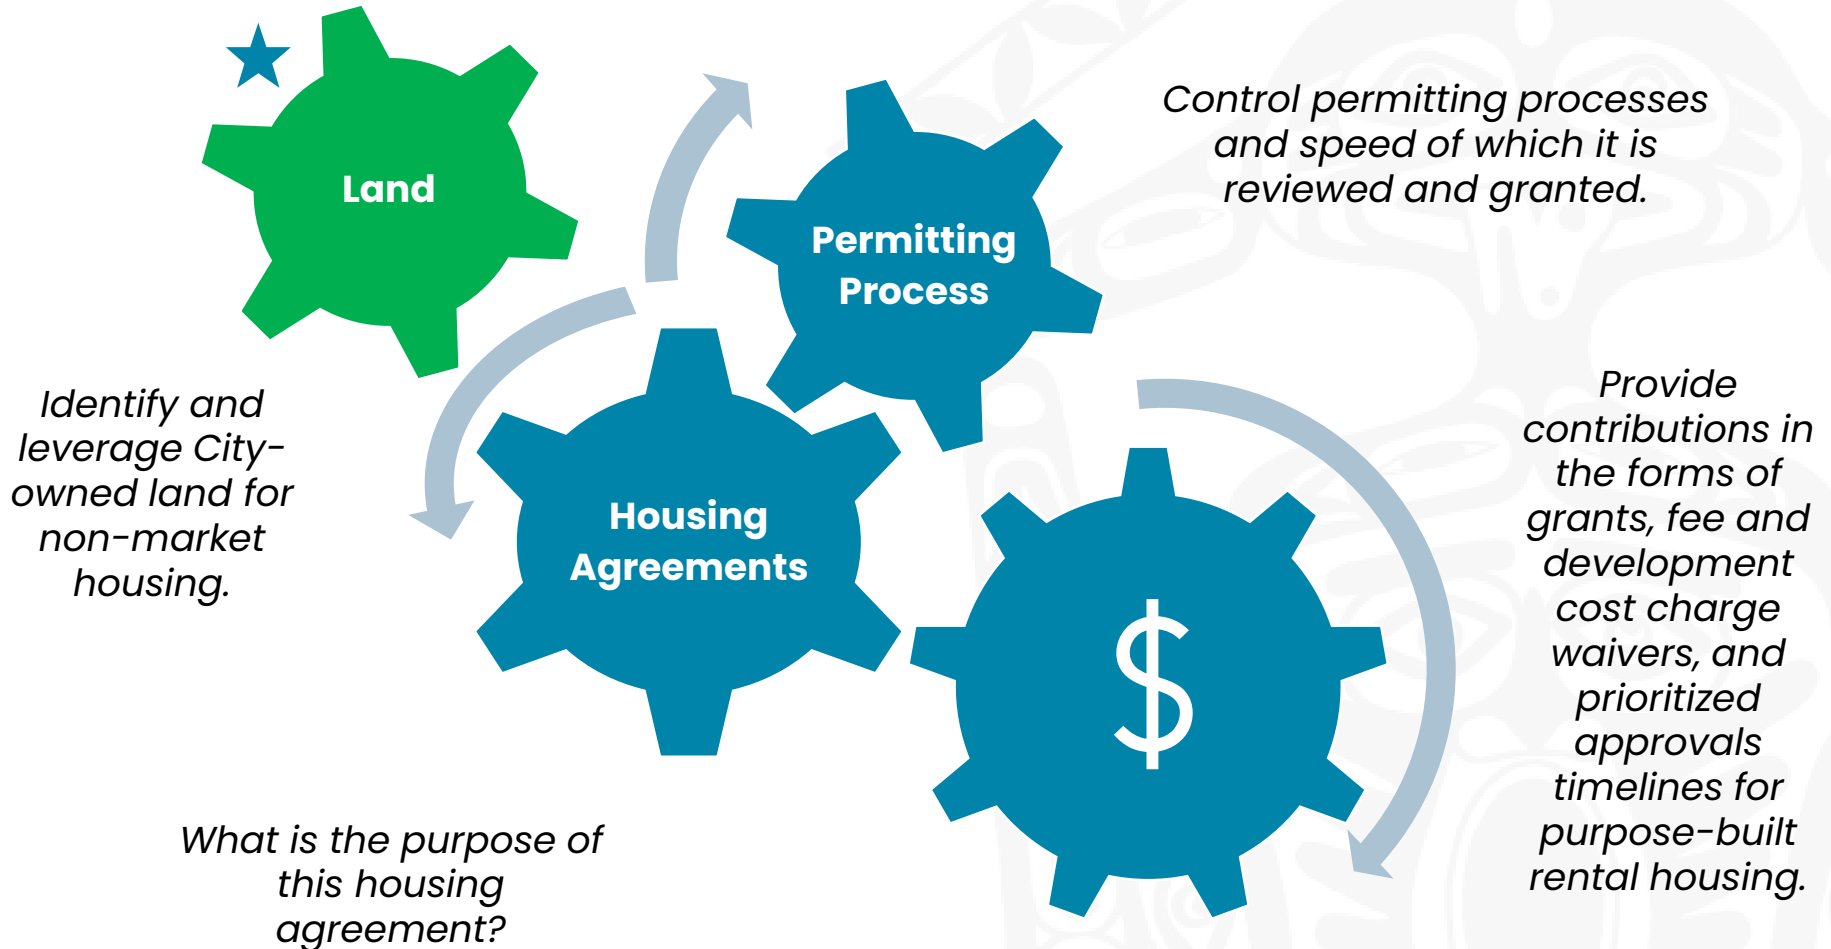 Land
Permitting
Process
Control permitting processes
and speed of which it is
reviewed and granted.
Identify and
leverage City-
owned land for
non-market
housing.
Housing
Agreements
$
Provide
contributions in
the forms of
grants, fee and
development
cost charge
waivers, and
prioritized
approvals
timelines for
purpose-built
rental housing.
What is the purpose of
this housing
agreement?